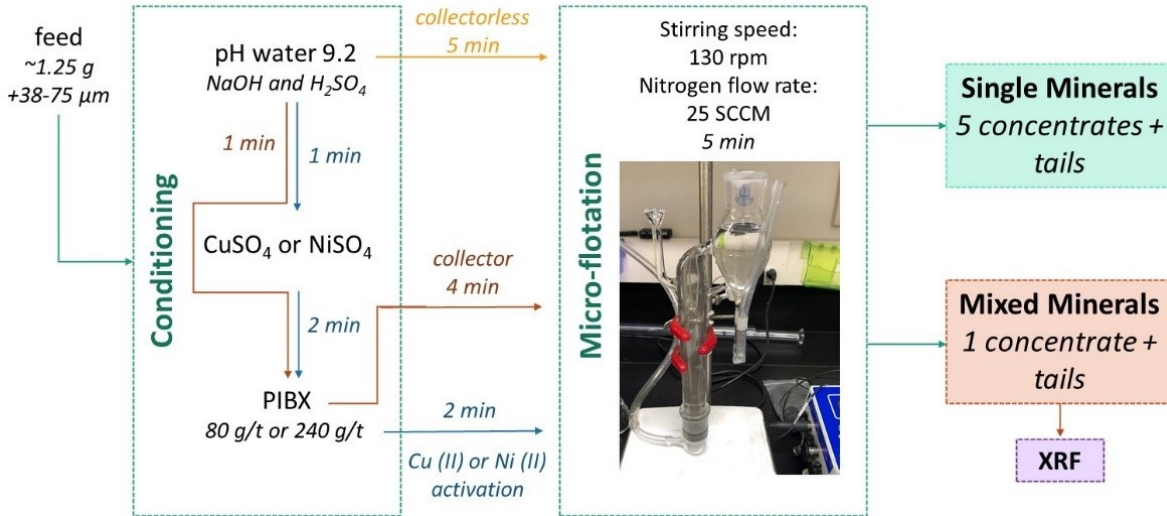 feed
~1.25 g
+38-75 µm
Conditioning
pH water 9.2
NaOH and H₂SO₄
1 min
1 min
CuSO₄ or NiSO₄
2 min
PIBX
80 g/t or 240 g/t
collectorless
5 min
collector
4 min
2 min
Cu (II) or Ni (II)
activation
Micro-flotation
Stirring speed:
130 rpm
Nitrogen flow rate:
25 SCCM
5 min
Single Minerals
5 concentrates +
tails
Mixed Minerals
1 concentrate +
tails
XRF